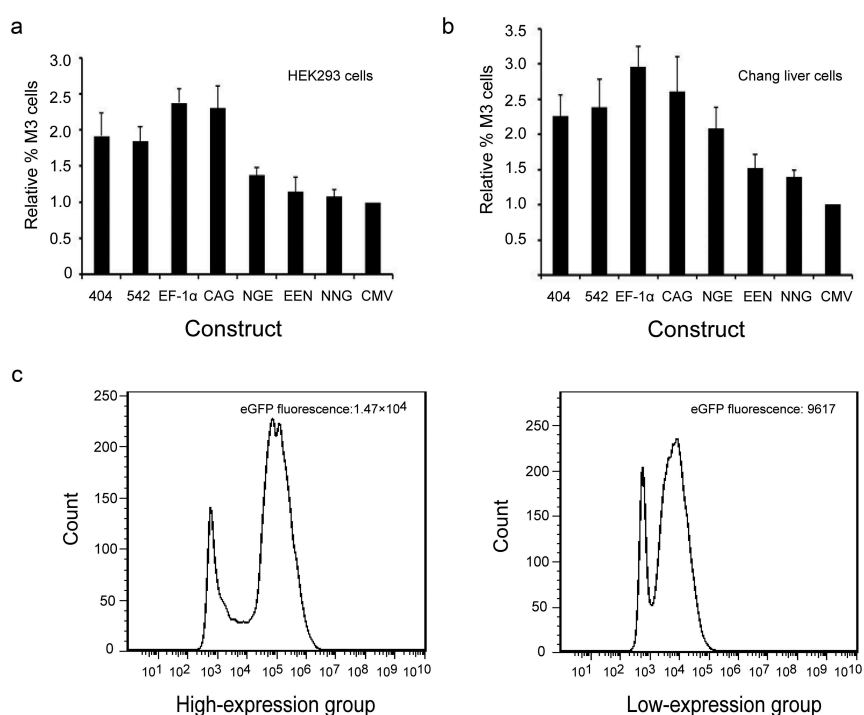 a
3.0
2.5
2.0
1.5
1.0
0.5
0
Relative % M3 cells
HEK293 cells
404 542 EF-1α CAG NGE EEN NNG CMV
Construct
b
3.5
3.0
2.5
2.0
1.5
1.0
0.5
Relative % M3 cells
Chang liver cells
404 542 EF-1α CAG NGE EEN NNG CMV
Construct
c
250
200
150
100
50
0
Count
eGFP fluorescence:1.47×10⁴
10¹ 10² 10³ 10⁴ 10⁵ 10⁶ 10⁷ 10⁸ 10⁹ 10¹⁰
High-expression group
250
200
150
100
50
0
Count
eGFP fluorescence: 9617
10¹ 10² 10³ 10⁴ 10⁵ 10⁶ 10⁷ 10⁸ 10⁹ 10¹⁰
Low-expression group